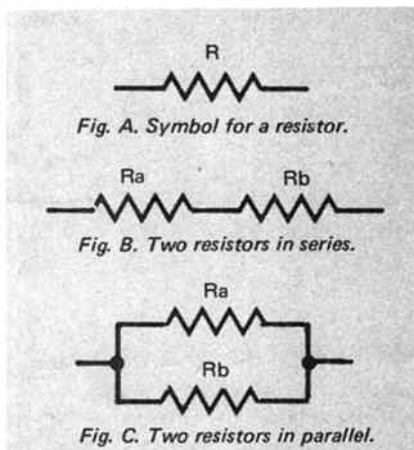 R
Fig. A. Symbol for a resistor.
Ra Rb
Fig. B. Two resistors in series.
Ra
Rb
Fig. C. Two resistors in parallel.